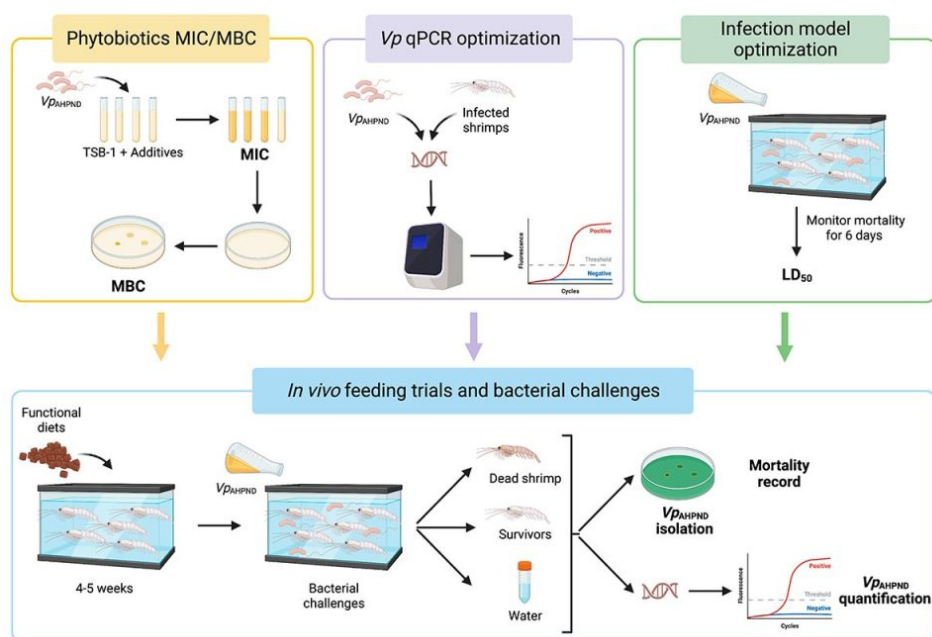 Phytobiotics MIC/MBC
VpAHPND
TSB-1 + Additives
MIC
MBC
Vp qPCR optimization
VpAHPND
Infected
shrimps
Fluorescence
Positive
Threshold
Negative
Cycles
Infection model
optimization
VpAHPND
Monitor mortality
for 6 days
LD50
In vivo feeding trials and bacterial challenges
Functional
diets
4-5 weeks
VpAHPND
Bacterial
challenges
Dead shrimp
Survivors
Water
VpAHPND
isolation
Mortality
record
Fluorescence
Positive
Threshold
Negative
Cycles
VpAHPND
quantification